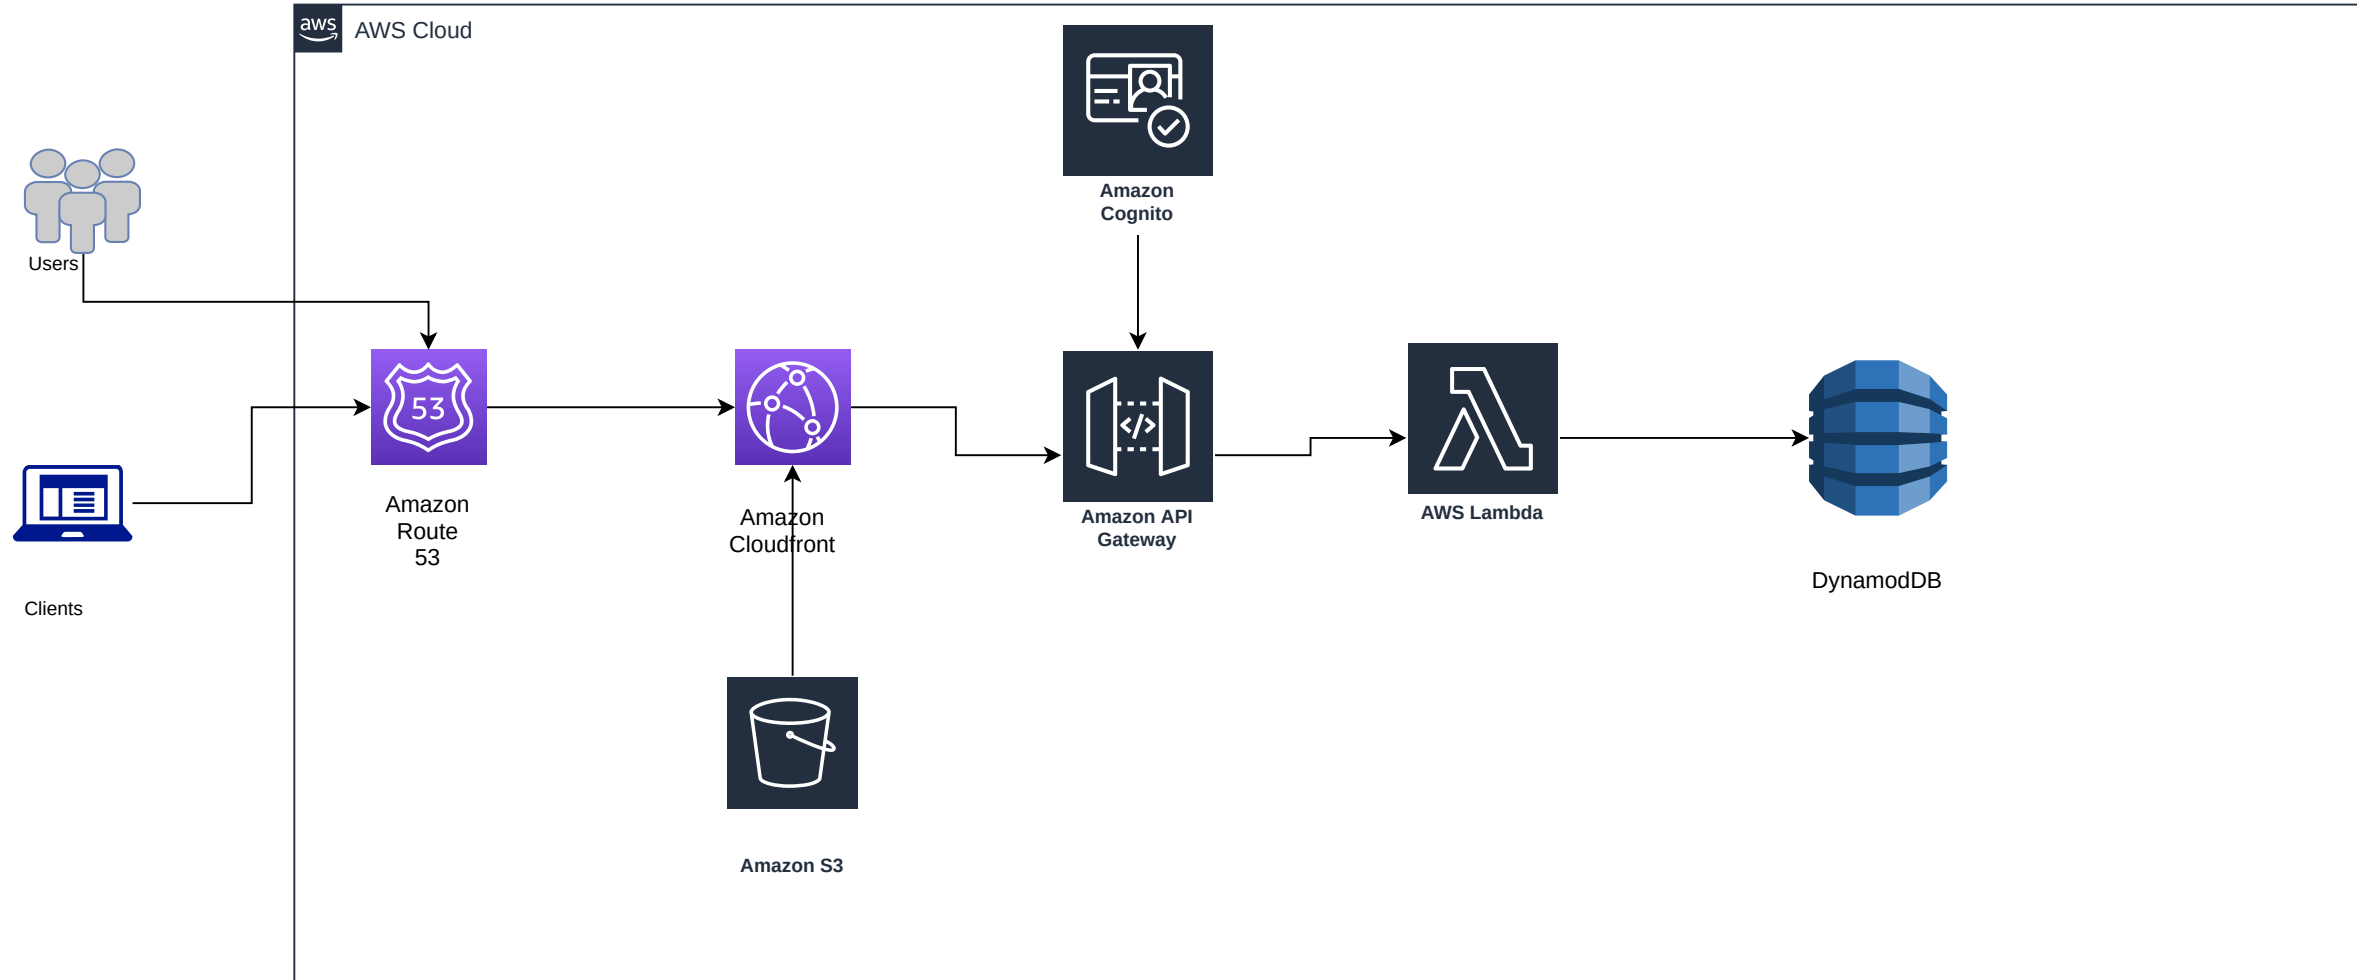 aws
AWS Cloud
Amazon
Cognito
Users
53
Amazon
Route
53
Amazon
Cloudfront
</>
Amazon API
Gateway
AWS Lambda
DynamodDB
Clients
Amazon S3